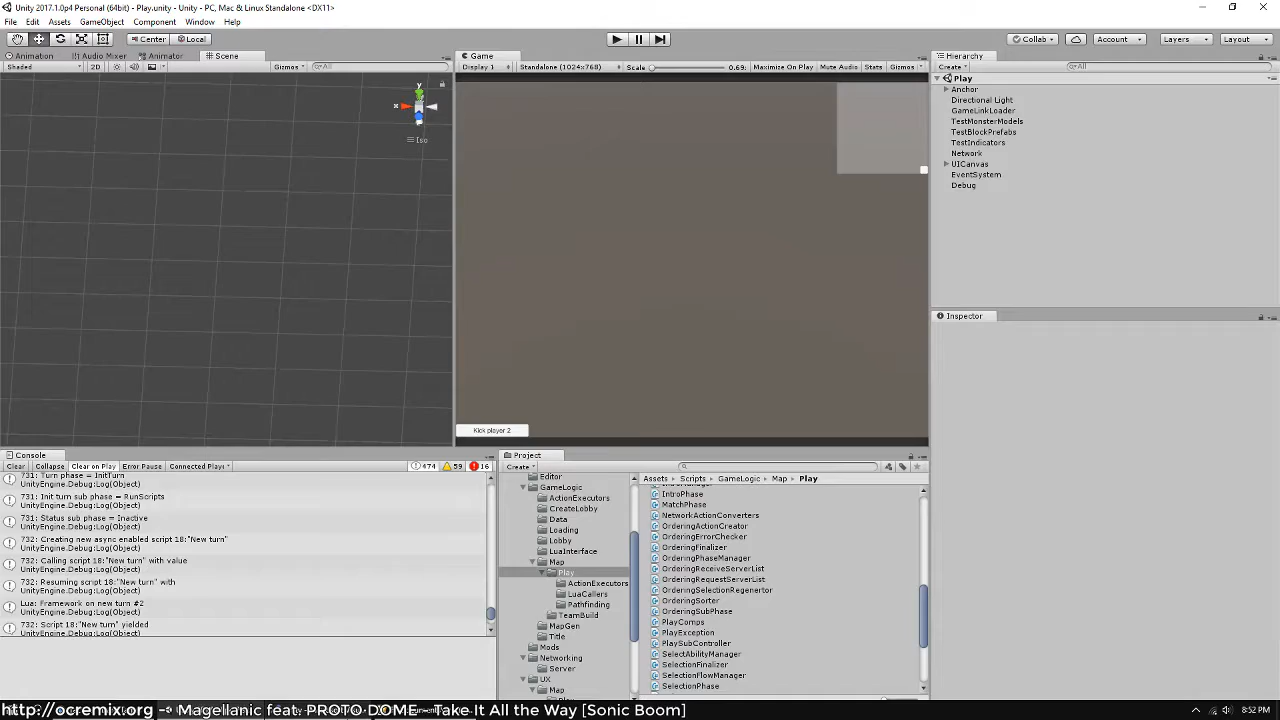 Unity 2017.1.0p4 Personal (64bit) - Play.unity - Unity - PC, Mac & Linux Standalone <DX11>
File Edit Assets GameObject Component Window Help
Center Local
Collab Account Layers Layout
Animation Audio Mixer Animator Scene
Shaded 2D Gizmos All
y
x
Iso
Game
Display 1 Standalone (1024x768) Scale 0.69 Maximize On Play Mute Audio Stats Gizmos
Kick player 2
Hierarchy
Create All
Play
Anchor
Directional Light
GameLinkLoader
TestMonsterModels
TestBlockPrefabs
TestIndicators
Network
UICanvas
EventSystem
Debug
Inspector
Console
Clear Collapse Clear on Play Error Pause Connected Play 474 59 16
731: Turn phase = InitTurn
UnityEngine.Debug:Log(Object)
731: Init turn sub phase = RunScripts
UnityEngine.Debug:Log(Object)
731: Status sub phase = Inactive
UnityEngine.Debug:Log(Object)
732: Creating new async enabled script 18:"New turn"
UnityEngine.Debug:Log(Object)
732: Calling script 18:"New turn" with value
UnityEngine.Debug:Log(Object)
732: Resuming script 18:"New turn" with
UnityEngine.Debug:Log(Object)
Lua: Framework on new turn #2
UnityEngine.Debug:Log(Object)
732: Script 18:"New turn" yielded
UnityEngine.Debug:Log(Object)
Project
Create
Editor
GameLogic
ActionExecutors
CreateLobby
Data
Loading
Lobby
LuaInterface
Map
Play
ActionExecutors
LuaCallers
Pathfinding
TeamBuild
MapGen
Title
Mods
Networking
Server
UX
Map
Assets Scripts GameLogic Map Play
IntroPhase
MatchPhase
NetworkActionConverters
OrderingActionCreator
OrderingErrorChecker
OrderingFinalizer
OrderingPhaseManager
OrderingReceiveServerList
OrderingRequestServerList
OrderingSelectionRegenertor
OrderingSorter
OrderingSubPhase
PlayComps
PlayException
PlaySubController
SelectAbilityManager
SelectionFinalizer
SelectionFlowManager
SelectionPhase
http://ocremix.org - Magellanic feat. PROTO·DOME - Take It All the Way [Sonic Boom]
8:52 PM